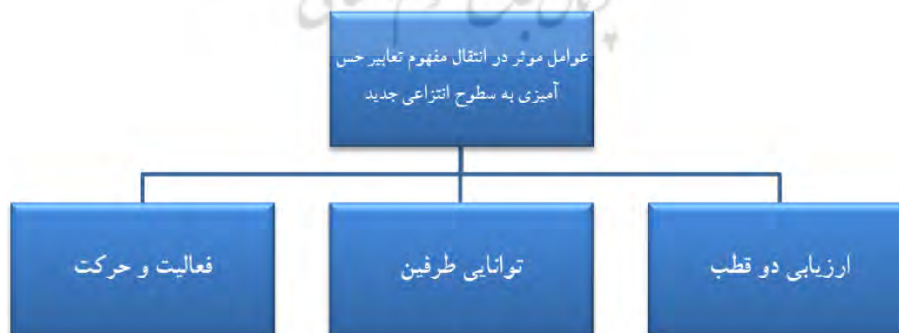 عوامل موثر در انتقال مفهوم تعابیر حس
آمیزی به سطوح انتزاعی جدید
ارزیابی دو قطب
توانایی طرفین
فعالیت و حرکت